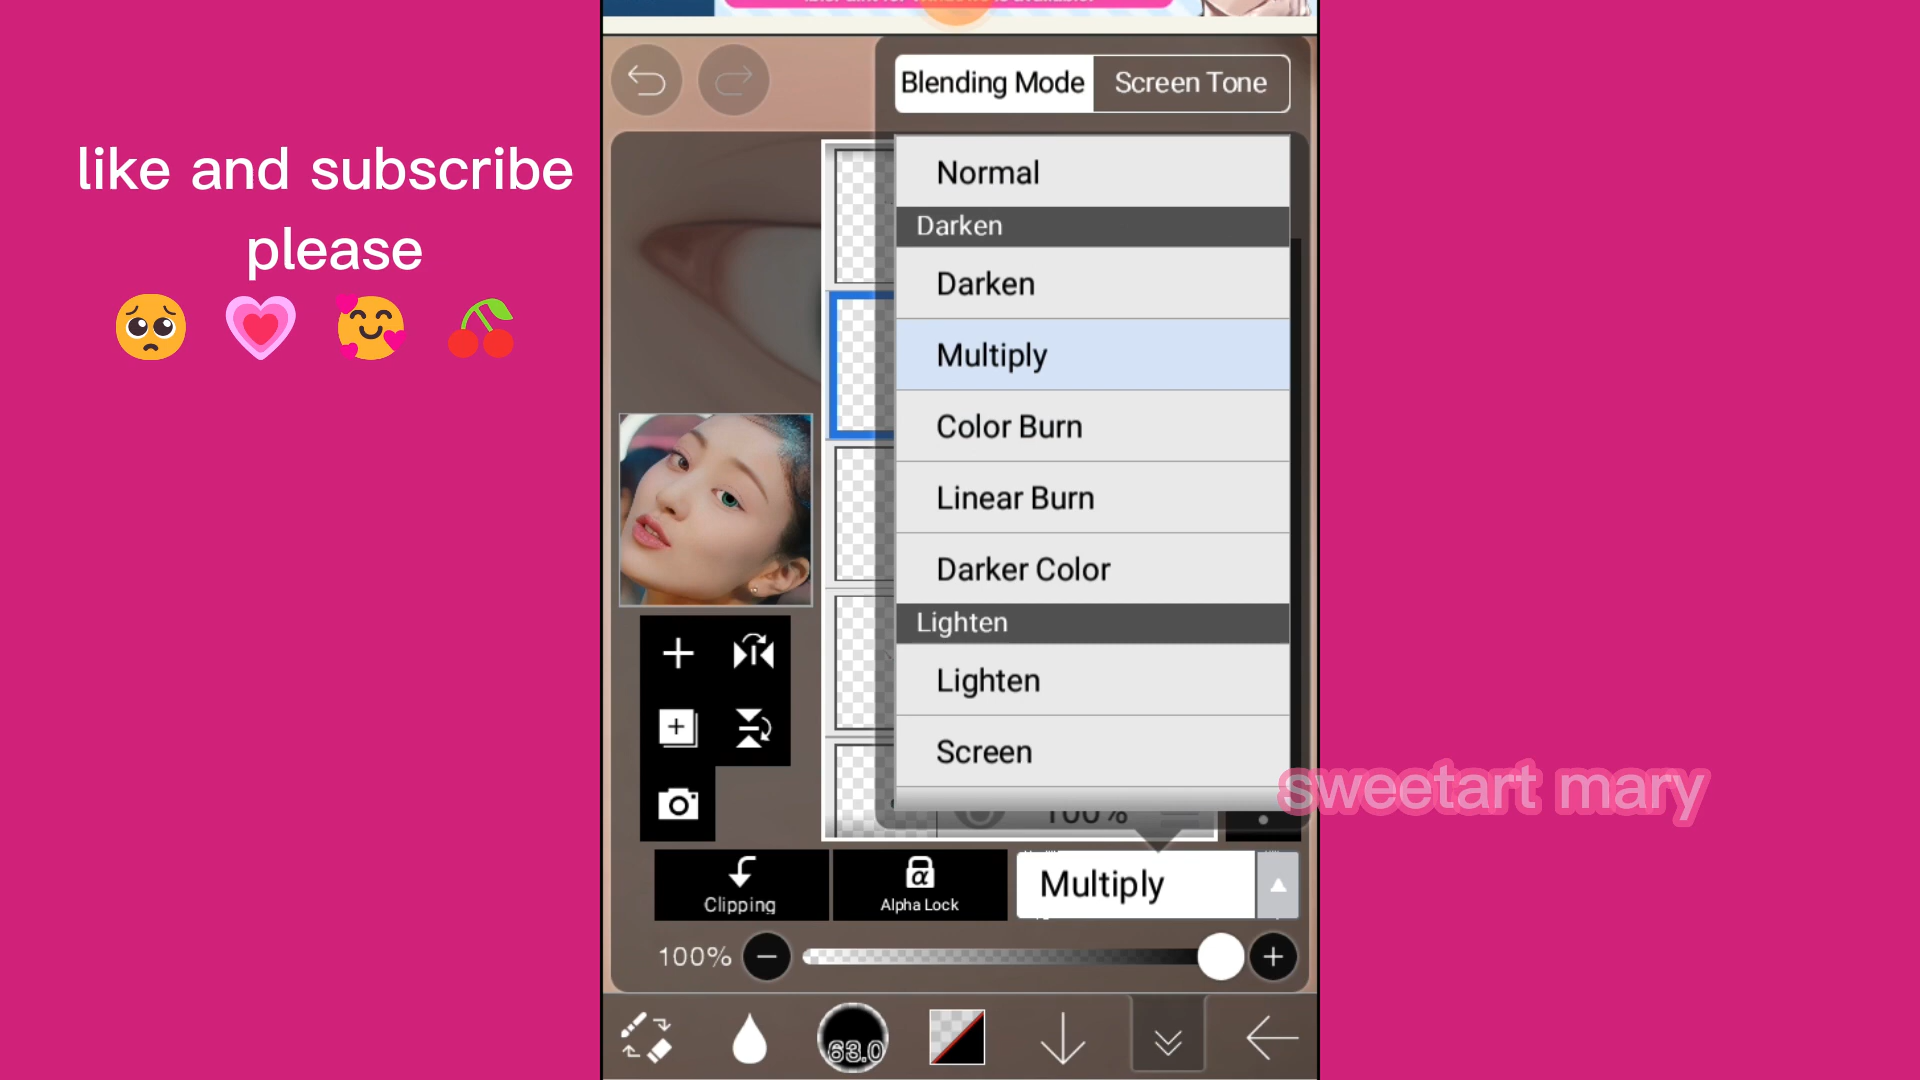 like and subscribe
please
Blending Mode
Screen Tone
Normal
Darken
Darken
Multiply
Color Burn
Linear Burn
Darker Color
Lighten
Lighten
Screen
100%
sweetart mary
Clipping
α
Alpha Lock
Multiply
100%
63.0